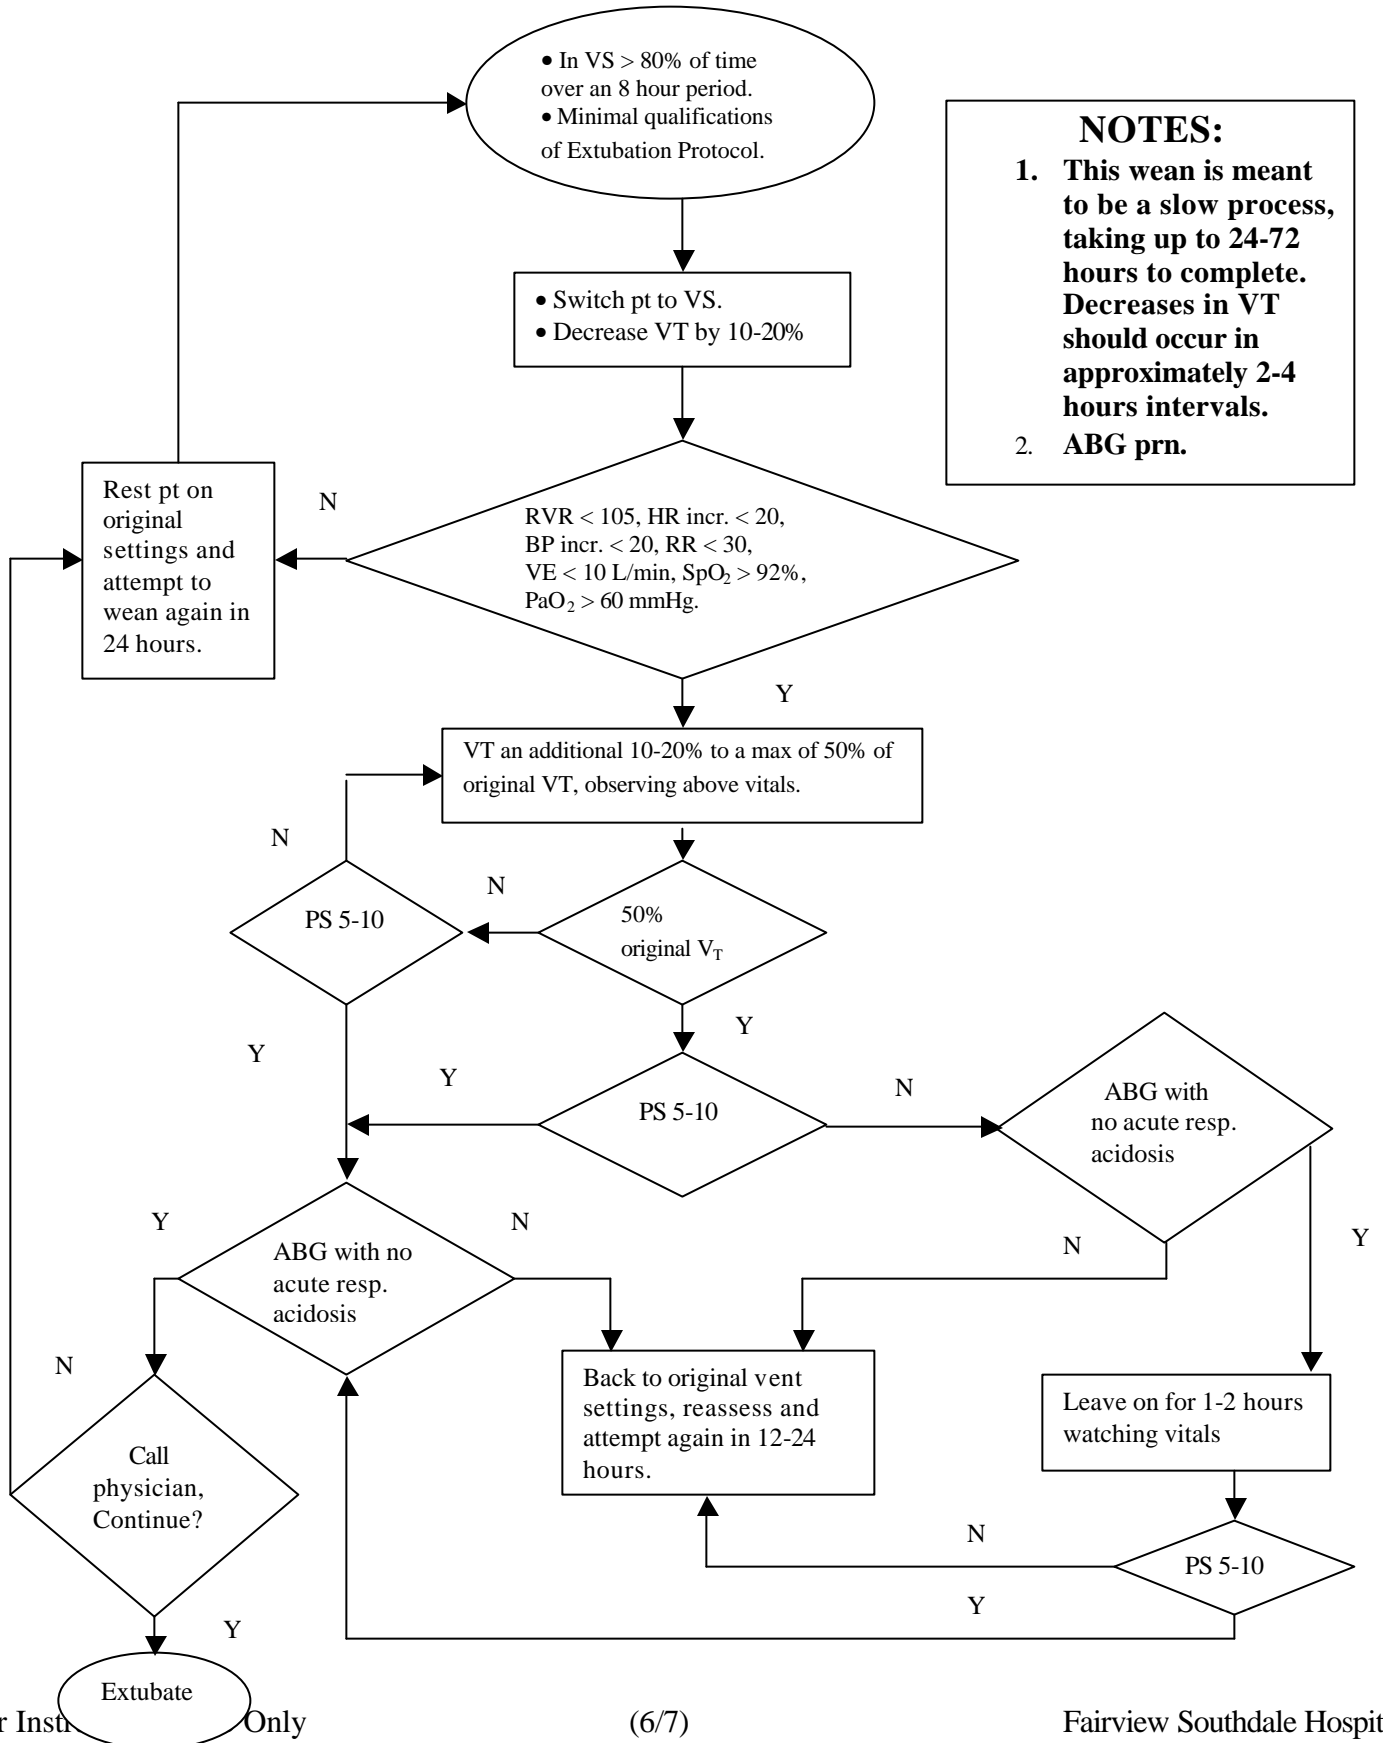 • In VS > 80% of time
over an 8 hour period.
• Minimal qualifications
of Extubation Protocol.
NOTES:
1. This wean is meant
to be a slow process,
taking up to 24-72
hours to complete.
Decreases in VT
should occur in
approximately 2-4
hours intervals.
2. ABG prn.
• Switch pt to VS.
• Decrease VT by 10-20%
Rest pt on
original
settings and
attempt to
wean again in
24 hours.
N
RVR < 105, HR incr. < 20,
BP incr. < 20, RR < 30,
VE < 10 L/min, SpO2 > 92%,
PaO2 > 60 mmHg.
Y
VT an additional 10-20% to a max of 50% of
original VT, observing above vitals.
N
PS 5-10
N
50%
original VT
Y
Y
Y
PS 5-10
N
ABG with
no acute resp.
acidosis
Y
ABG with no
acute resp.
acidosis
N
N
Y
N
Call
physician,
Continue?
Back to original vent
settings, reassess and
attempt again in 12-24
hours.
Leave on for 1-2 hours
watching vitals
N
PS 5-10
Y
Y
Extubate
r Instr Only
(6/7)
Fairview Southdale Hospit